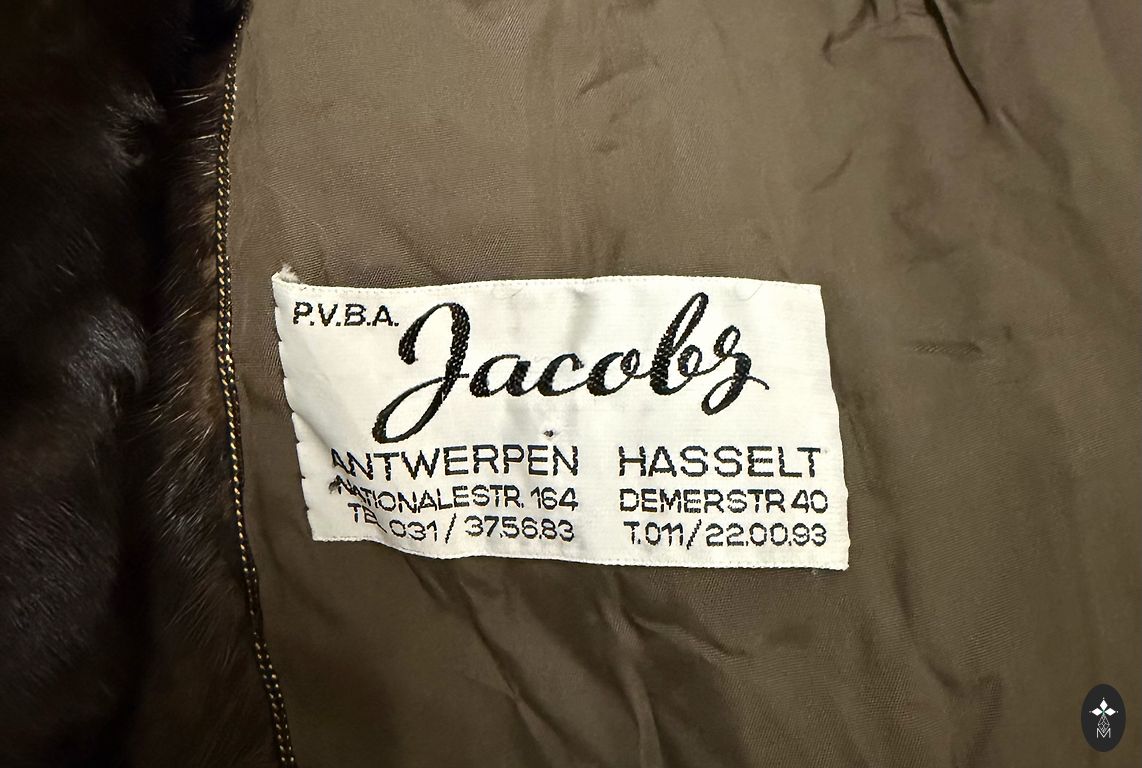 P.V.B.A. Jacobs
ANTWERPEN HASSELT
NATIONALESTR. 164 DEMERSTR 40
TEL. 031/37.56.83 T.011/22.00.93
M